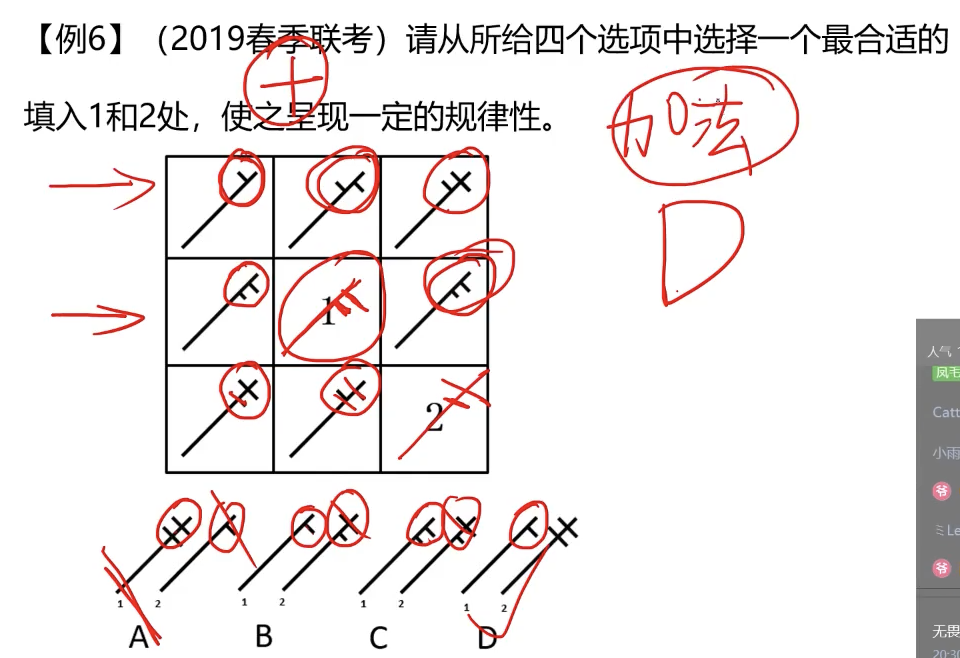 【例6】（2019春季联考）请从所给四个选项中选择一个最合适的
填入1和2处，使之呈现一定的规律性。
加法
D
1
2
1 2 1 2 1 2 1 2
A B C D
人气
凤毛
Catt
小雨
爷
ミLe
爷
无畏
20:30